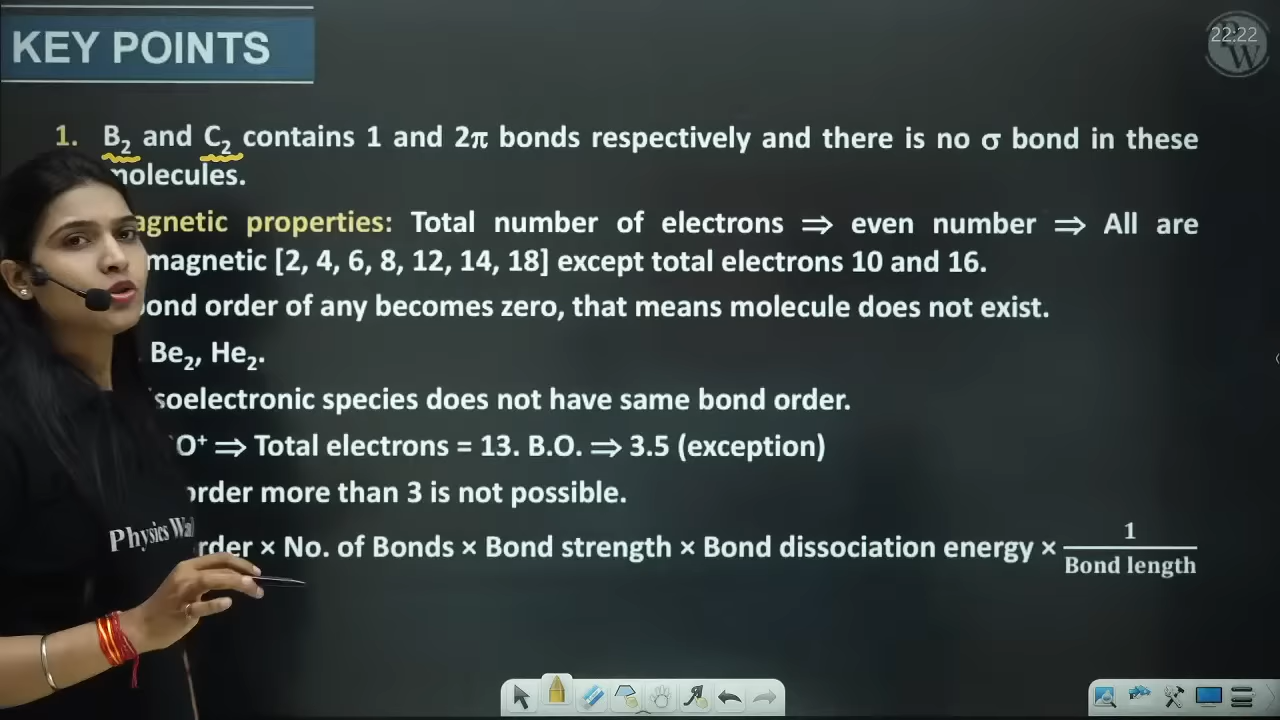 KEY POINTS
22:22
PW
1. B₂ and C₂ contains 1 and 2π bonds respectively and there is no σ bond in these
molecules.
agnetic properties: Total number of electrons ⇒ even number ⇒ All are
magnetic [2, 4, 6, 8, 12, 14, 18] except total electrons 10 and 16.
ond order of any becomes zero, that means molecule does not exist.
Be₂, He₂.
soelectronic species does not have same bond order.
O⁺ ⇒ Total electrons = 13. B.O. ⇒ 3.5 (exception)
order more than 3 is not possible.
rder × No. of Bonds × Bond strength × Bond dissociation energy × 1/Bond length
Physics Wal